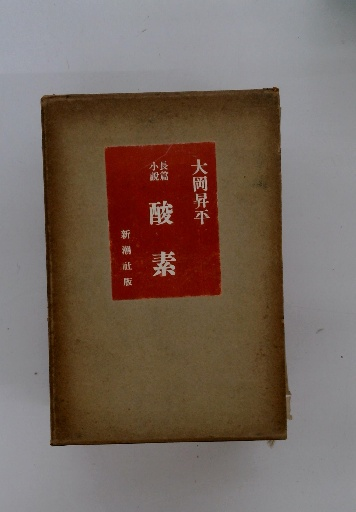 大岡昇平
長篇
小説
酸素
新潮社版